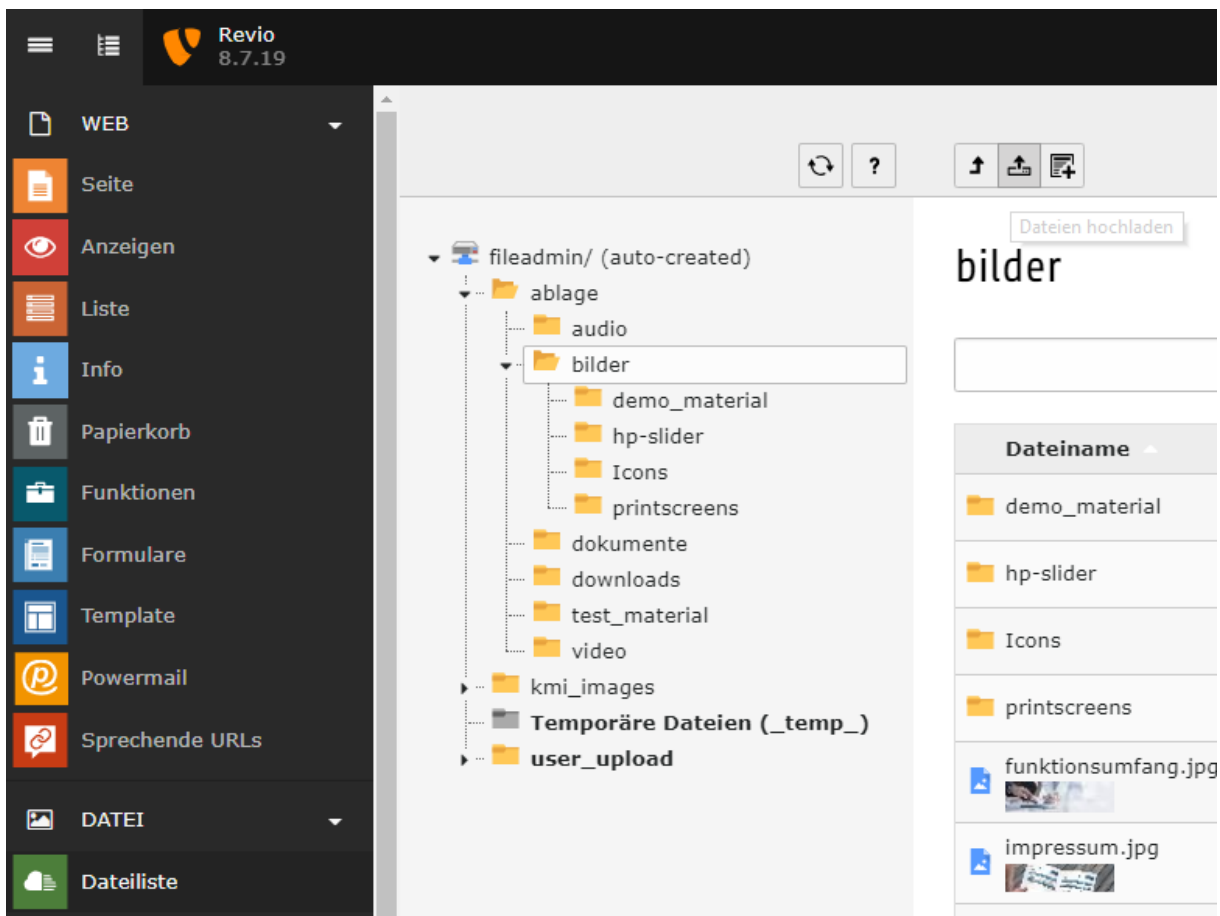 Revio
8.7.19
WEB
Seite
Anzeigen
Liste
Info
Papierkorb
Funktionen
Formulare
Template
Powermail
Sprechende URLs
DATEI
Dateiliste
?
fileadmin/ (auto-created)
ablage
audio
bilder
demo_material
hp-slider
Icons
printscreens
dokumente
downloads
test_material
video
kmi_images
Temporäre Dateien (_temp_)
user_upload
Dateien hochladen
bilder
Dateiname
demo_material
hp-slider
Icons
printscreens
funktionsumfang.jpg
impressum.jpg